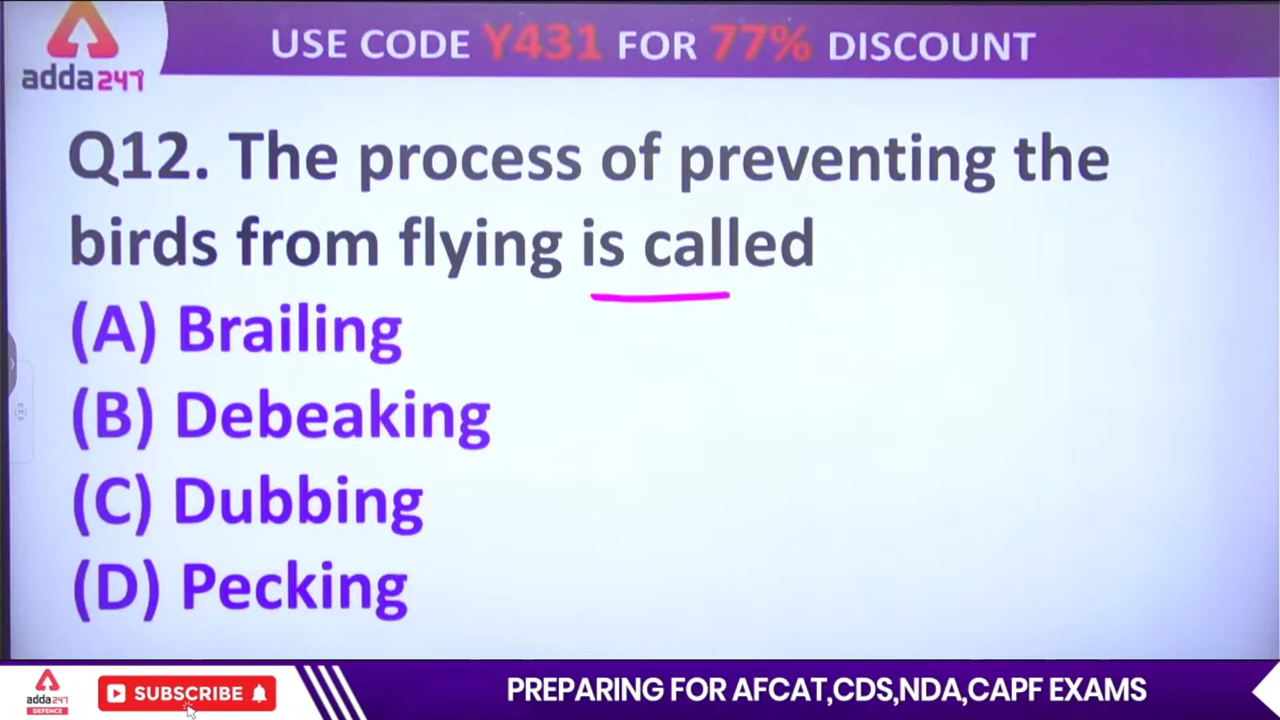 USE CODE Y431 FOR 77% DISCOUNT
adda247
Q12. The process of preventing the
birds from flying is called
(A) Brailing
(B) Debeaking
(C) Dubbing
(D) Pecking
adda247
DEFENCE
SUBSCRIBE
PREPARING FOR AFCAT,CDS,NDA,CAPF EXAMS